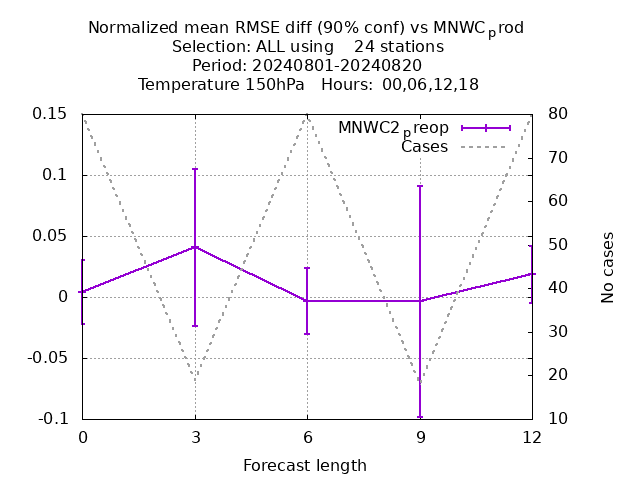 Normalized mean RMSE diff (90% conf) vs MNWC_prod
Selection: ALL using    24 stations
Period: 20240801-20240820
Temperature 150hPa   Hours:  00,06,12,18
MNWC2_preop
Cases
0.15
0.1
0.05
0
-0.05
-0.1
80
70
60
50
40
30
20
10
No cases
0 3 6 9 12
Forecast length